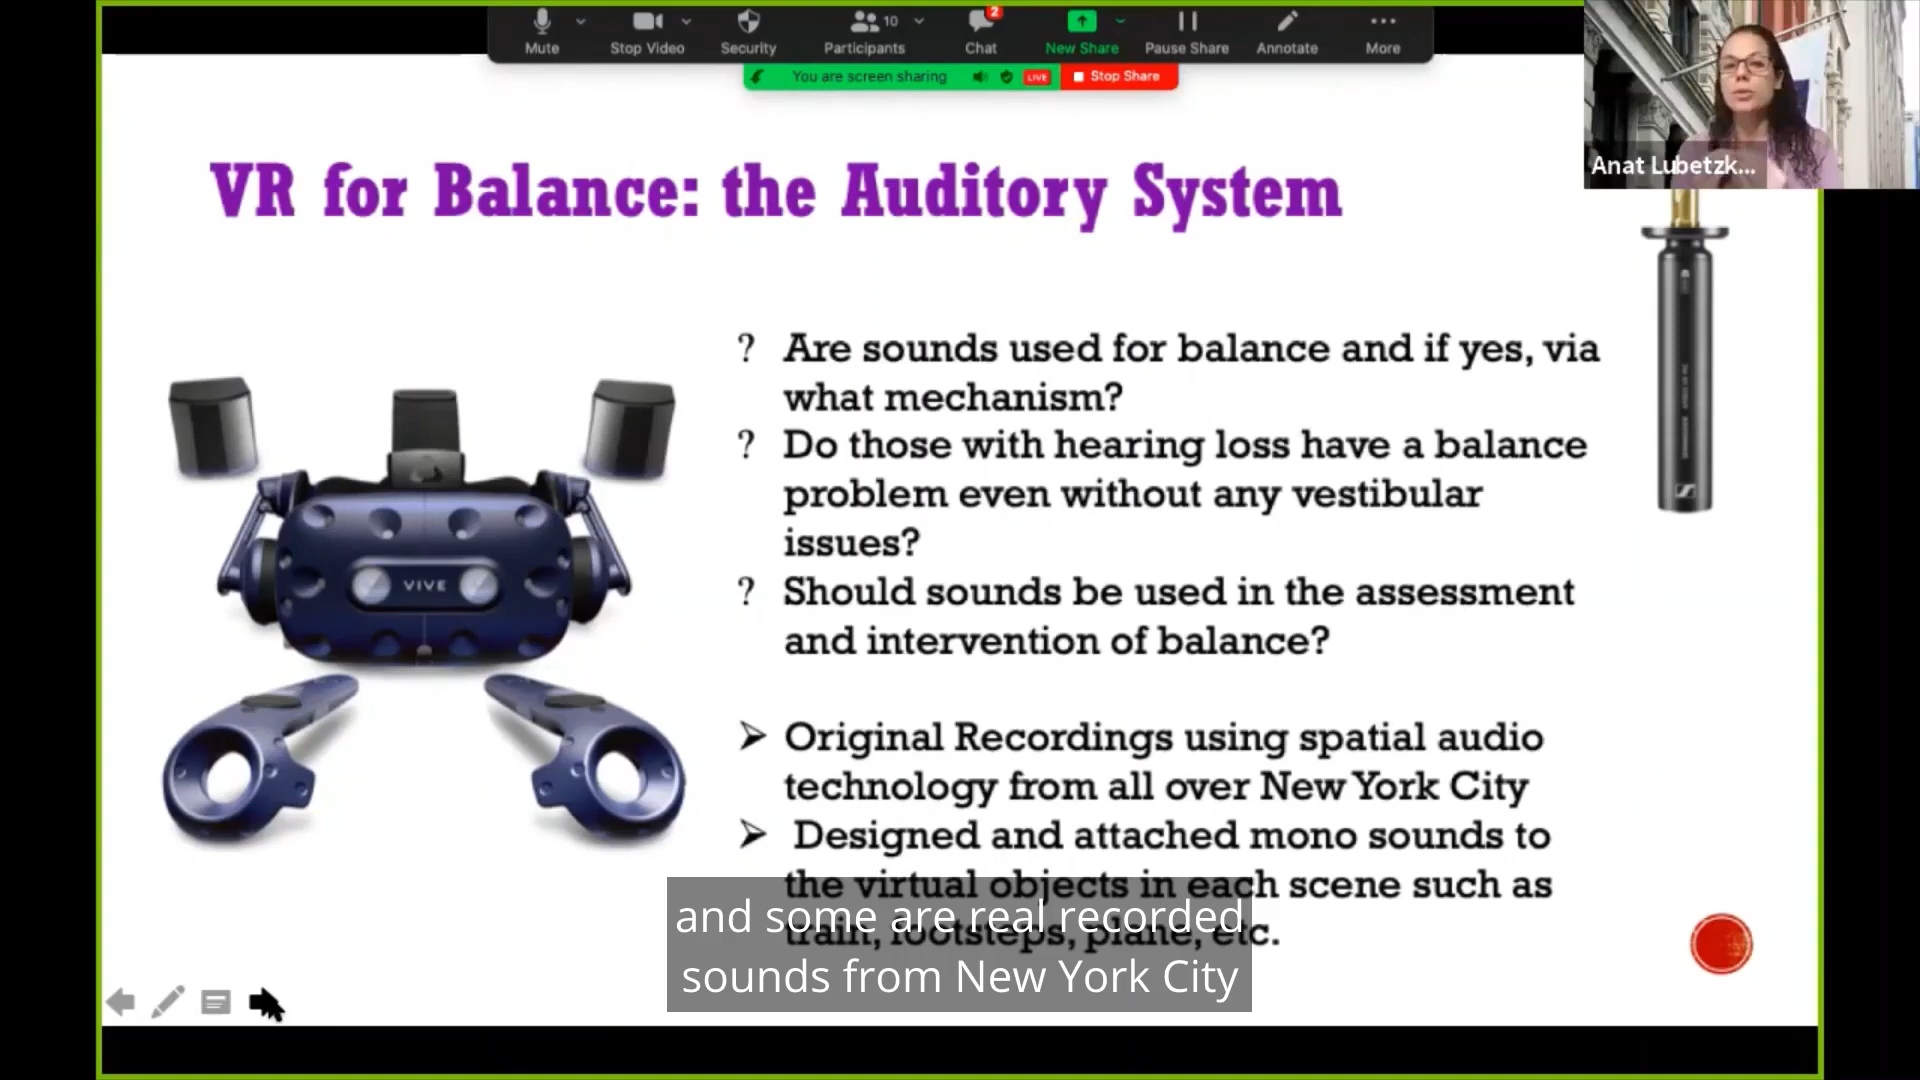 Mute
Stop Video
Security
10
Participants
2
Chat
New Share
Pause Share
Annotate
More
You are screen sharing
LIVE
Stop Share
Anat Lubetzk...
VR for Balance: the Auditory System
? Are sounds used for balance and if yes, via
what mechanism?
? Do those with hearing loss have a balance
problem even without any vestibular
issues?
? Should sounds be used in the assessment
and intervention of balance?
➢ Original Recordings using spatial audio
technology from all over New York City
➢ Designed and attached mono sounds to
the virtual objects in each scene such as
train, footsteps, plane, etc.
VIVE
and some are real recorded
sounds from New York City